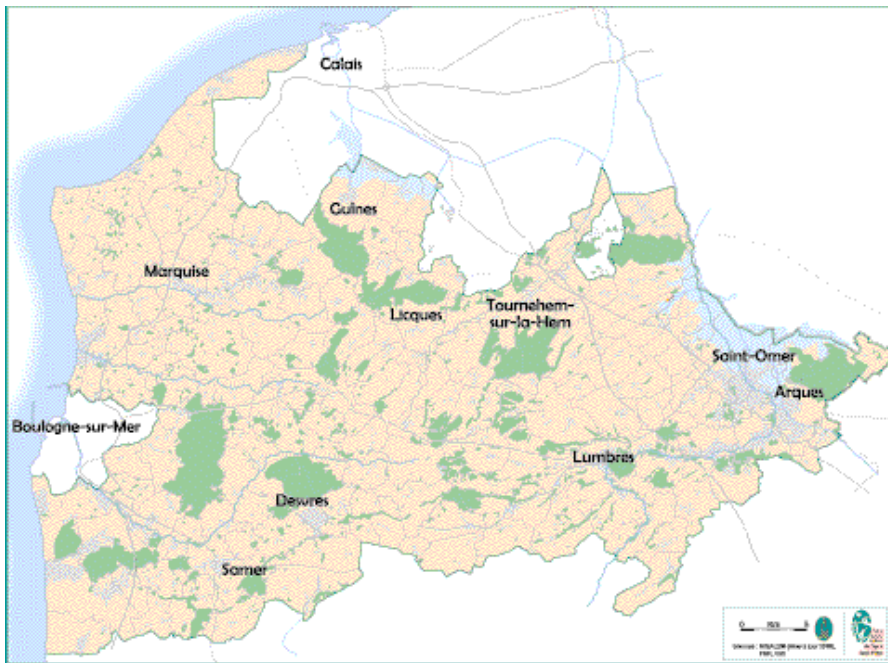 Calais
Guînes
Marquise
Licques
Tournehem-
sur-la-Hem
Saint-Omer
Arques
Boulogne-sur-Mer
Lumbres
Desvres
Samer